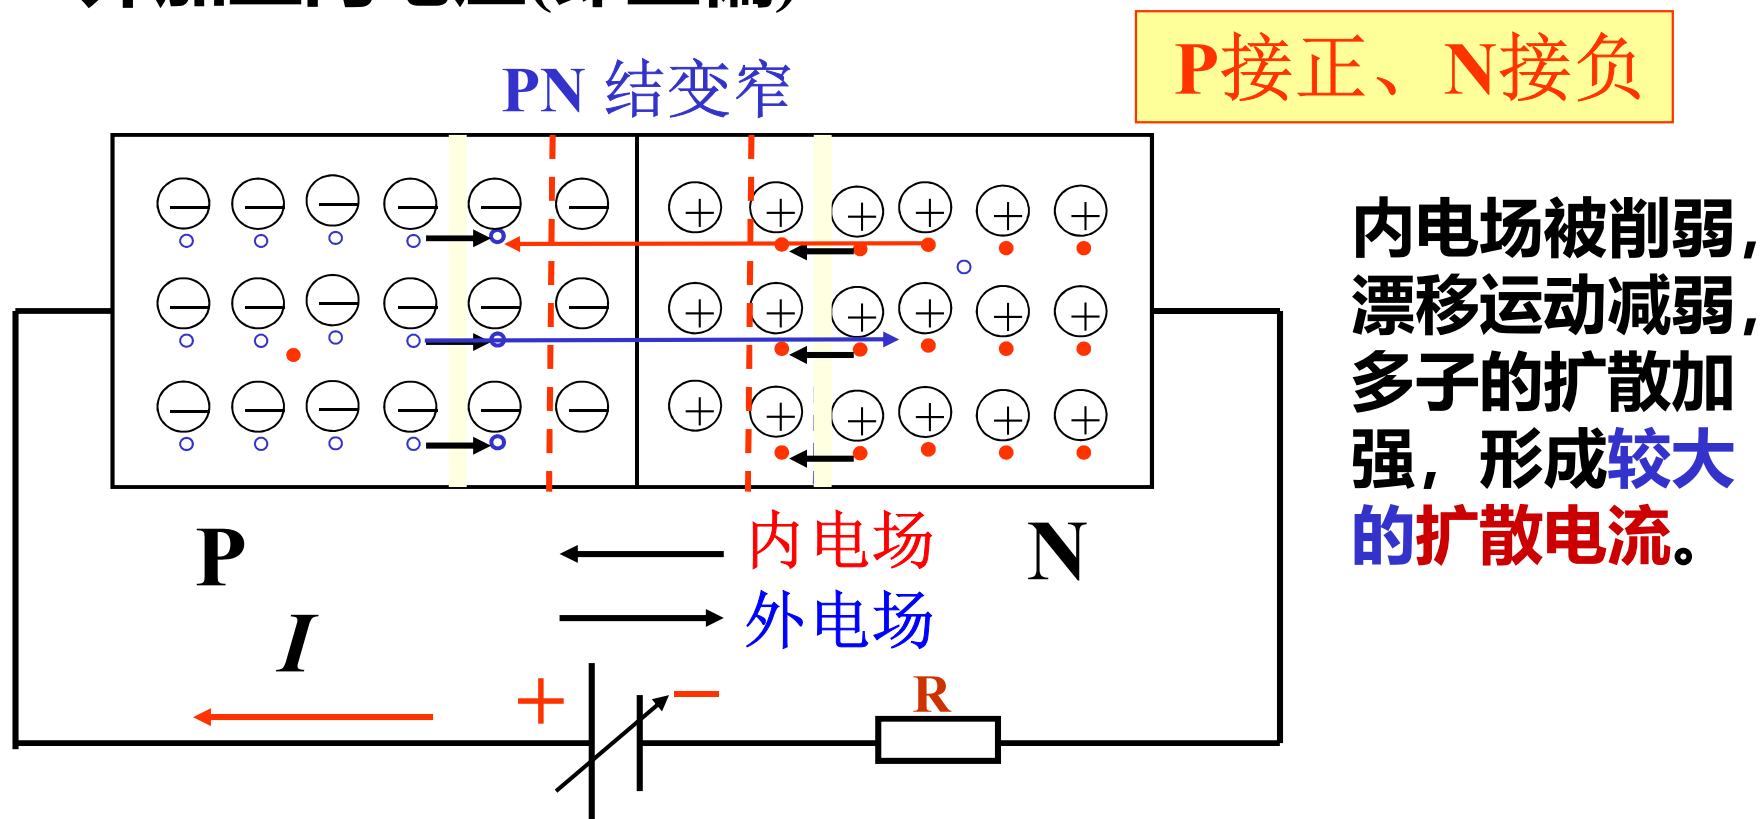 P接正、N接负
PN 结变窄
内电场被削弱，
漂移运动减弱，
多子的扩散加
强，形成较大
的扩散电流。
P
内电场
N
外电场
I
+
−
R